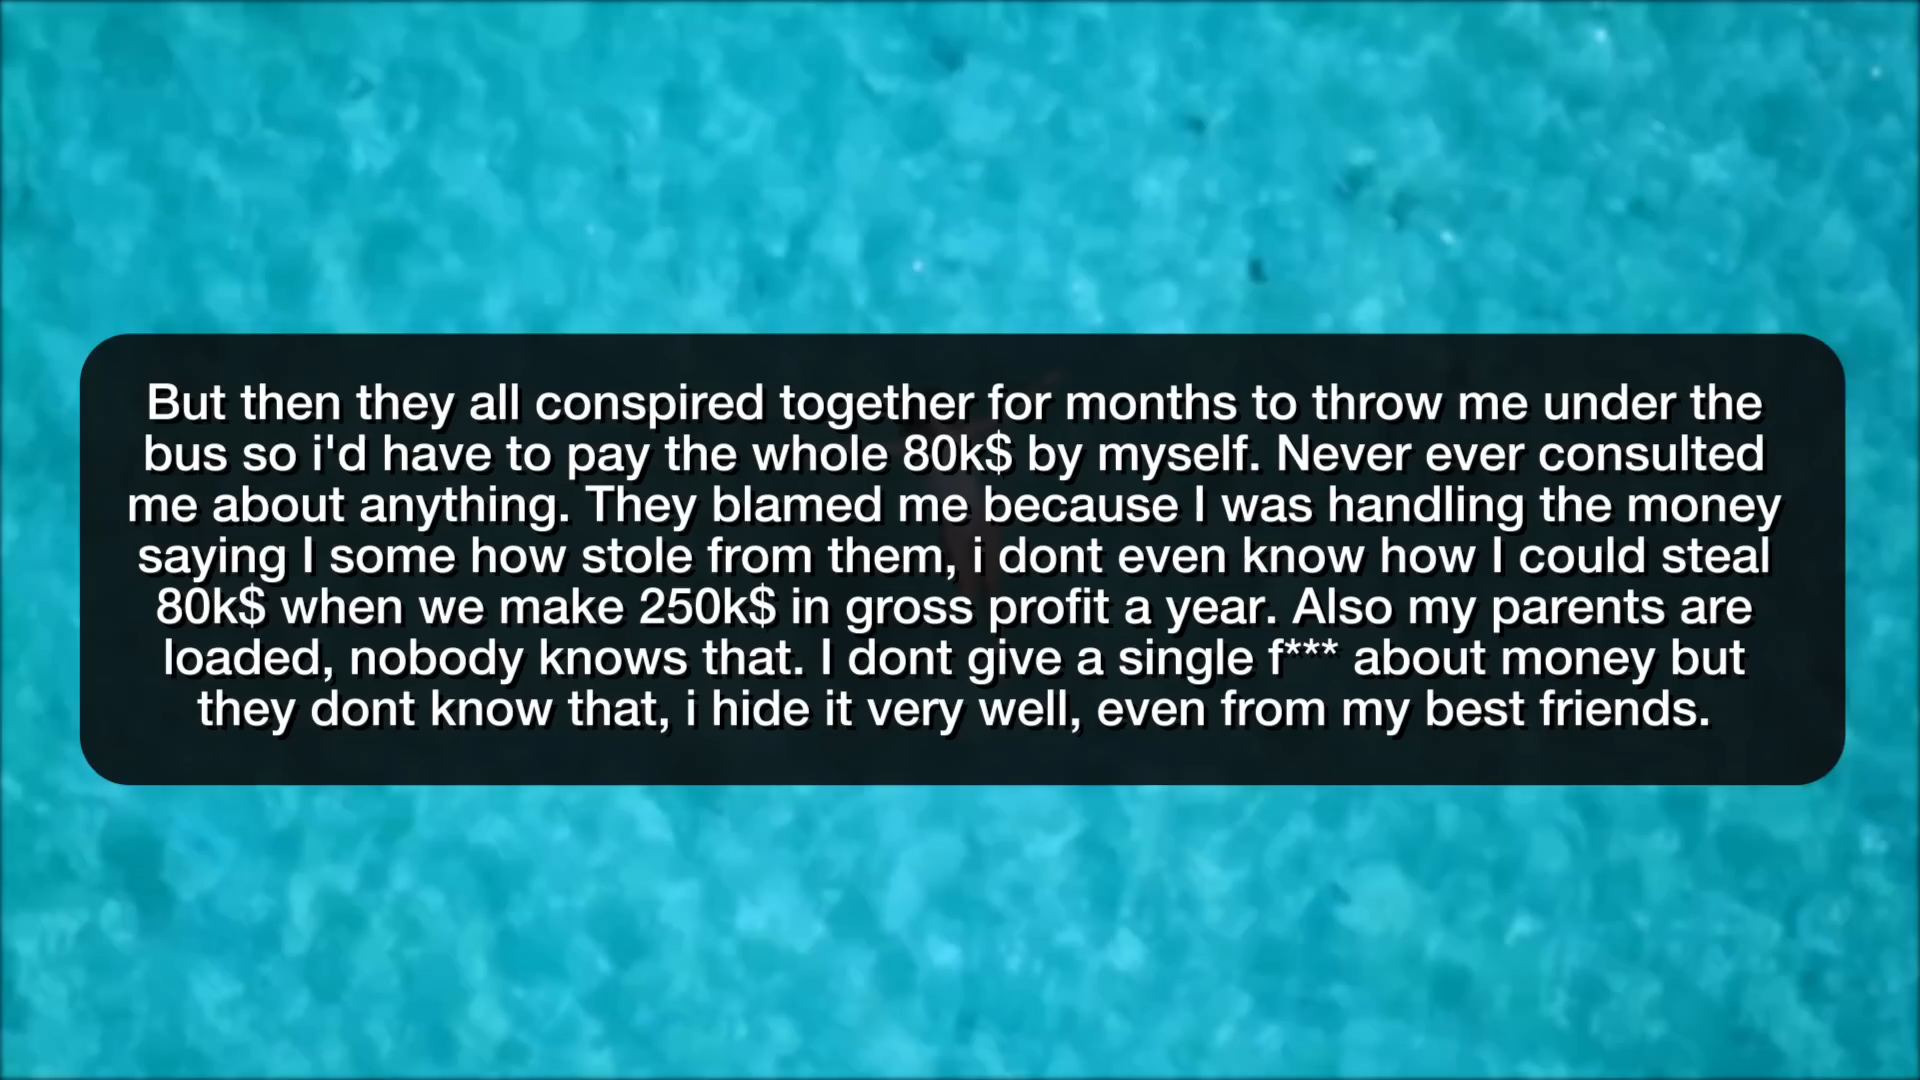 But then they all conspired together for months to throw me under the
bus so i'd have to pay the whole 80k$ by myself. Never ever consulted
me about anything. They blamed me because I was handling the money
saying I some how stole from them, i dont even know how I could steal
80k$ when we make 250k$ in gross profit a year. Also my parents are
loaded, nobody knows that. I dont give a single f*** about money but
they dont know that, i hide it very well, even from my best friends.